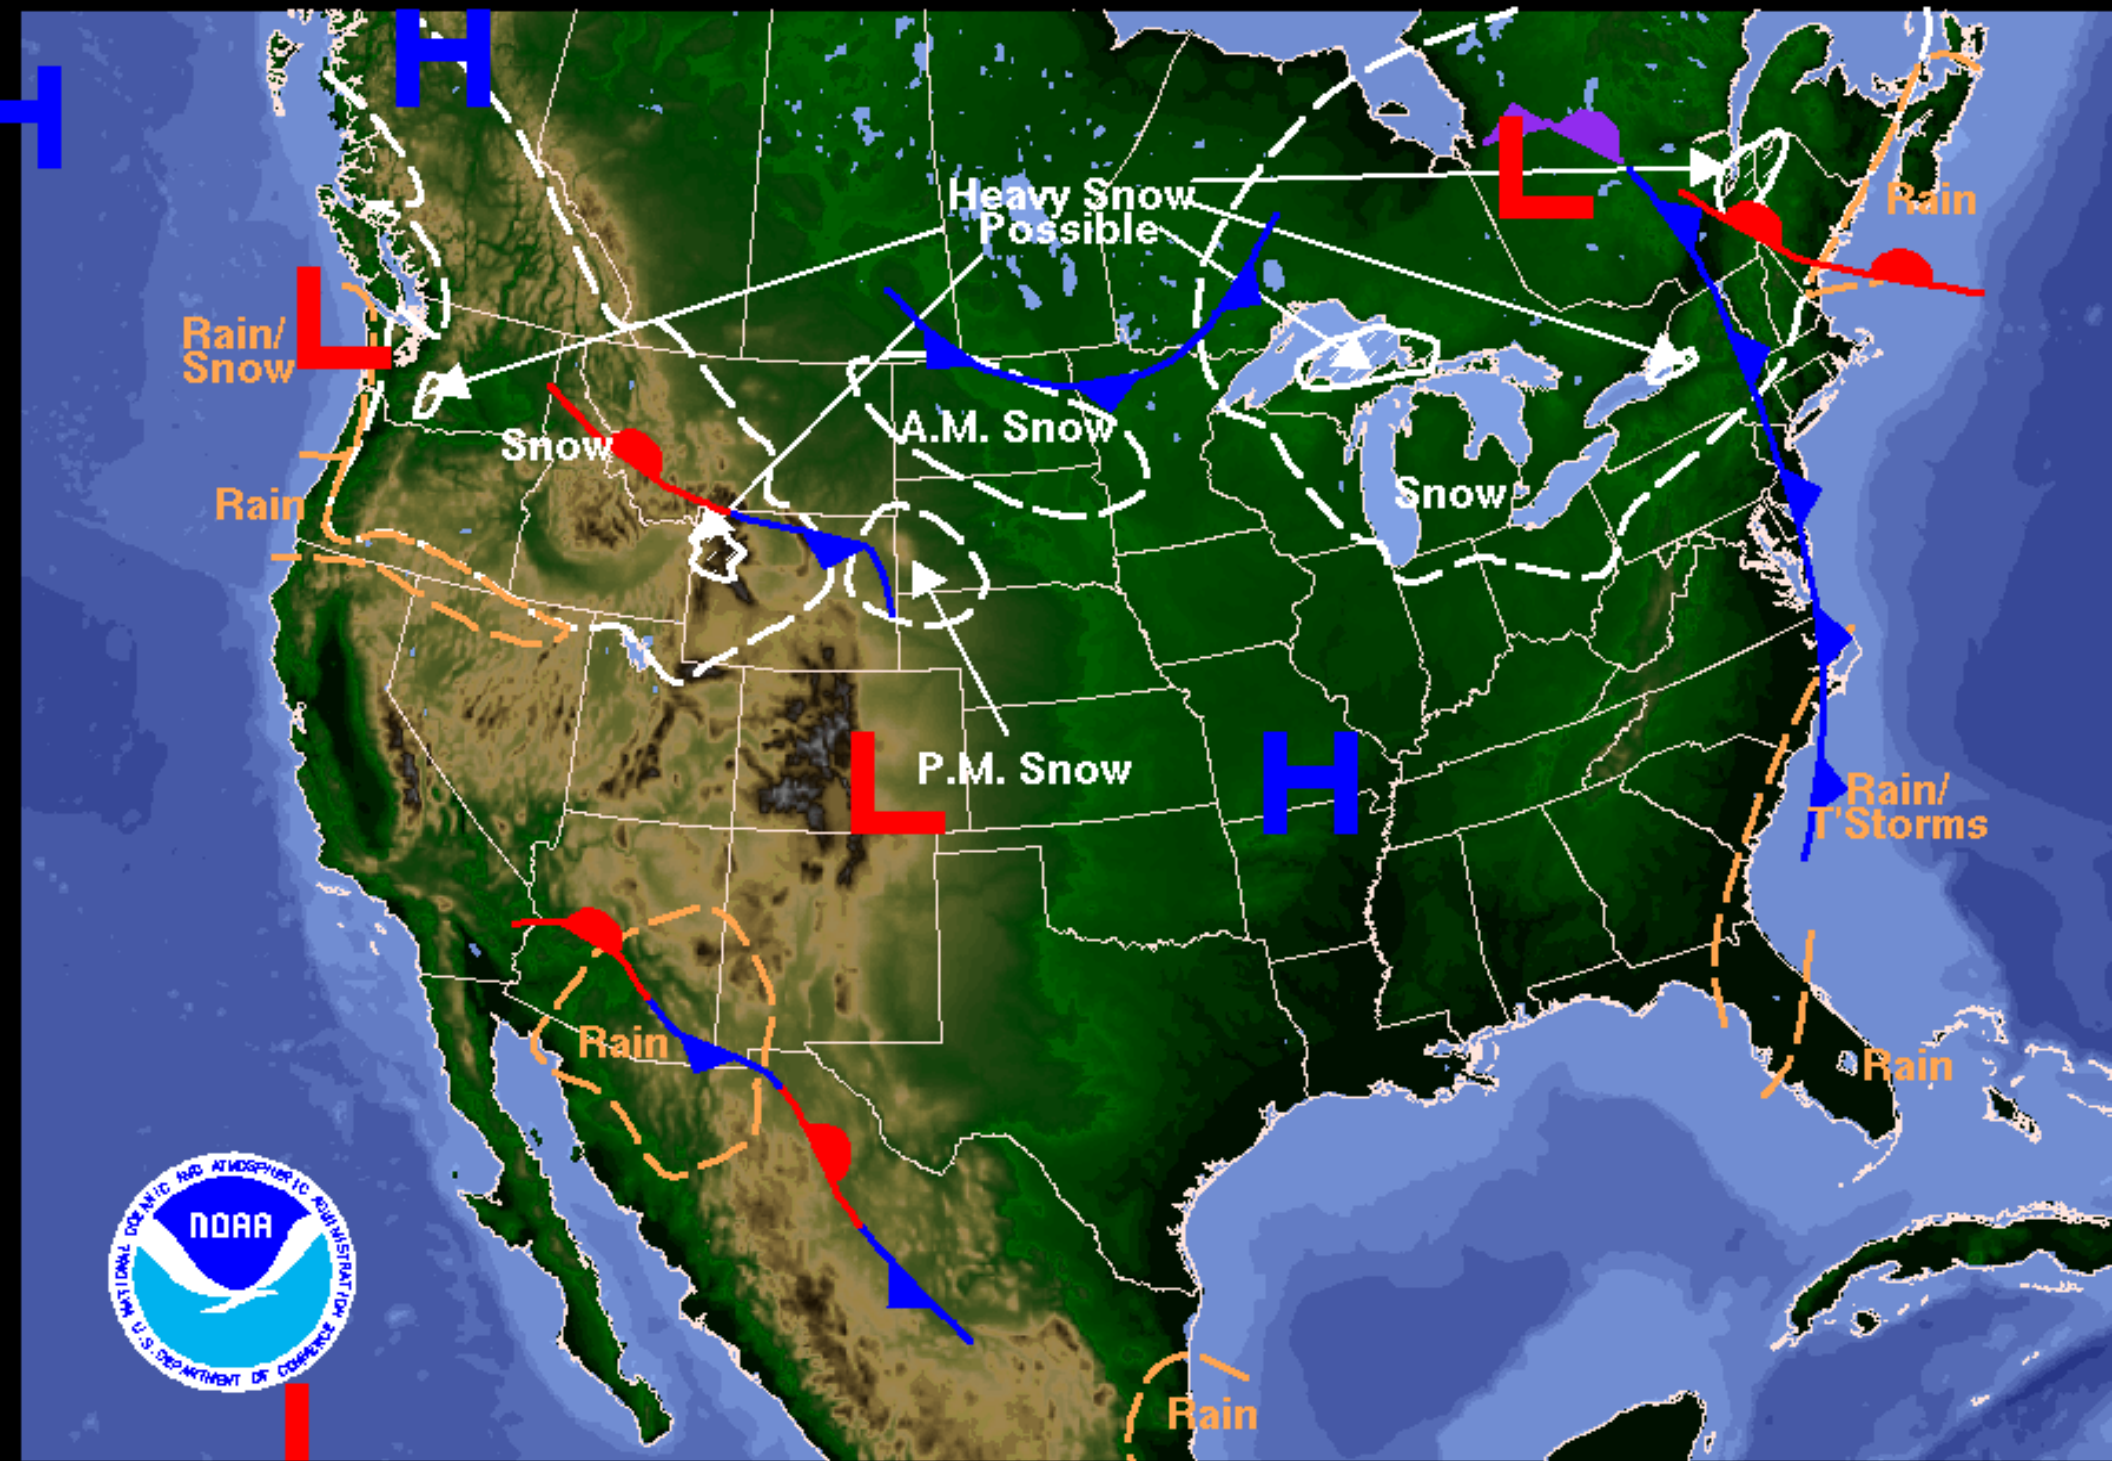 H
H
Heavy Snow
Possible
L
Rain
L
Rain/
Snow
A.M. Snow
Snow
Snow
Rain
H
L
P.M. Snow
Rain/
T'Storms
Rain
Rain
NATIONAL OCEANIC AND ATMOSPHERIC ADMINISTRATION
NOAA
U.S. DEPARTMENT OF COMMERCE
L
Rain